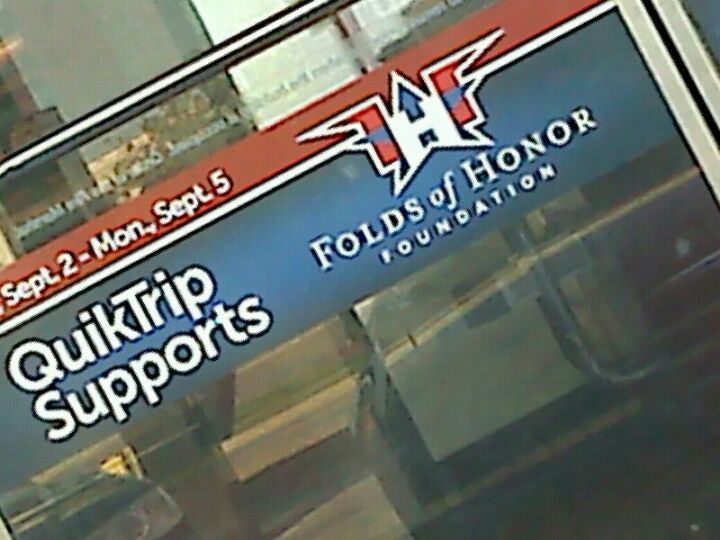 Sept. 2 - Mon., Sept. 5
QuikTrip
Supports
H
FOLDS of HONOR
FOUNDATION